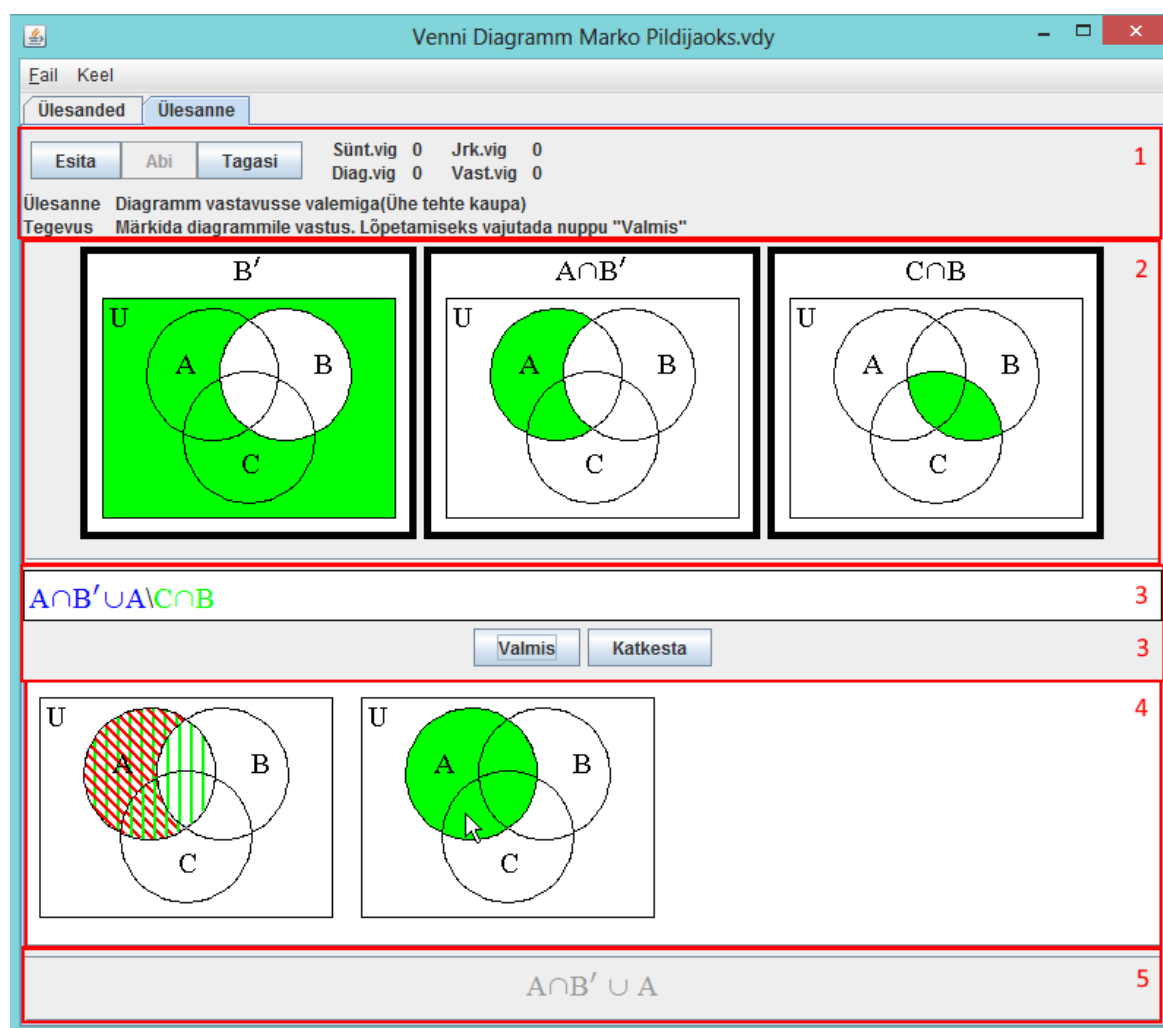 Venni Diagramm Marko Pildijaoks.vdy
Fail Keel
Ülesanded Ülesanne
Esita Abi Tagasi Sünt.vig 0 Jrk.vig 0 1
Diag.vig 0 Vast.vig 0
Ülesanne Diagramm vastavusse valemiga(Ühe tehte kaupa)
Tegevus Märkida diagrammile vastus. Lõpetamiseks vajutada nuppu "Valmis"
B′ A∩B′ C∩B 2
U U U
A B A B A B
C C C
A∩B′∪A\C∩B 3
Valmis Katkesta 3
U U 4
A B A B
C C
A∩B′ ∪ A 5